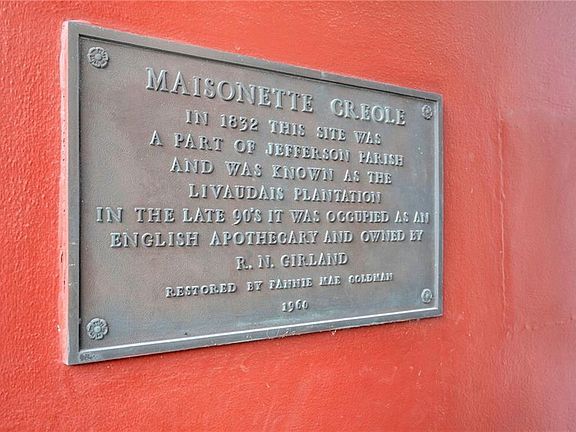 MAISONETTE CREOLE
IN 1832 THIS SITE WAS
A PART OF JEFFERSON PARISH
AND WAS KNOWN AS THE
LIVAUDAIS PLANTATION
IN THE LATE 90'S IT WAS OCCUPIED AS AN
ENGLISH APOTHECARY AND OWNED BY
R. N. GIRLAND
RESTORED BY FANNIE MAE GOLDMAN
1960